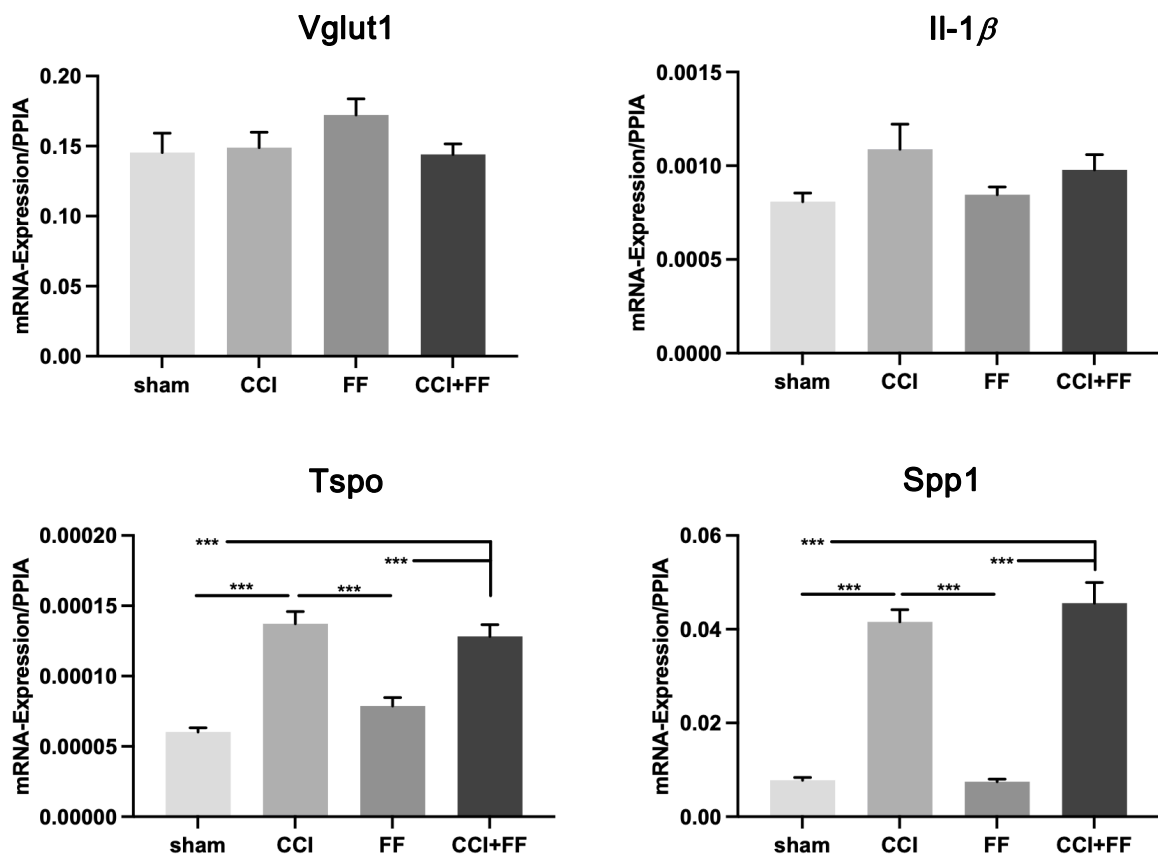 Vglut1
mRNA-Expression/PPIA
0.20
0.15
0.10
0.05
0.00
sham CCI FF CCI+FF
Il-1β
mRNA-Expression/PPIA
0.0015
0.0010
0.0005
0.0000
sham CCI FF CCI+FF
Tspo
mRNA-Expression/PPIA
0.00020
0.00015
0.00010
0.00005
0.00000
***
***
*** ***
sham CCI FF CCI+FF
Spp1
mRNA-Expression/PPIA
0.06
0.04
0.02
0.00
***
***
*** ***
sham CCI FF CCI+FF